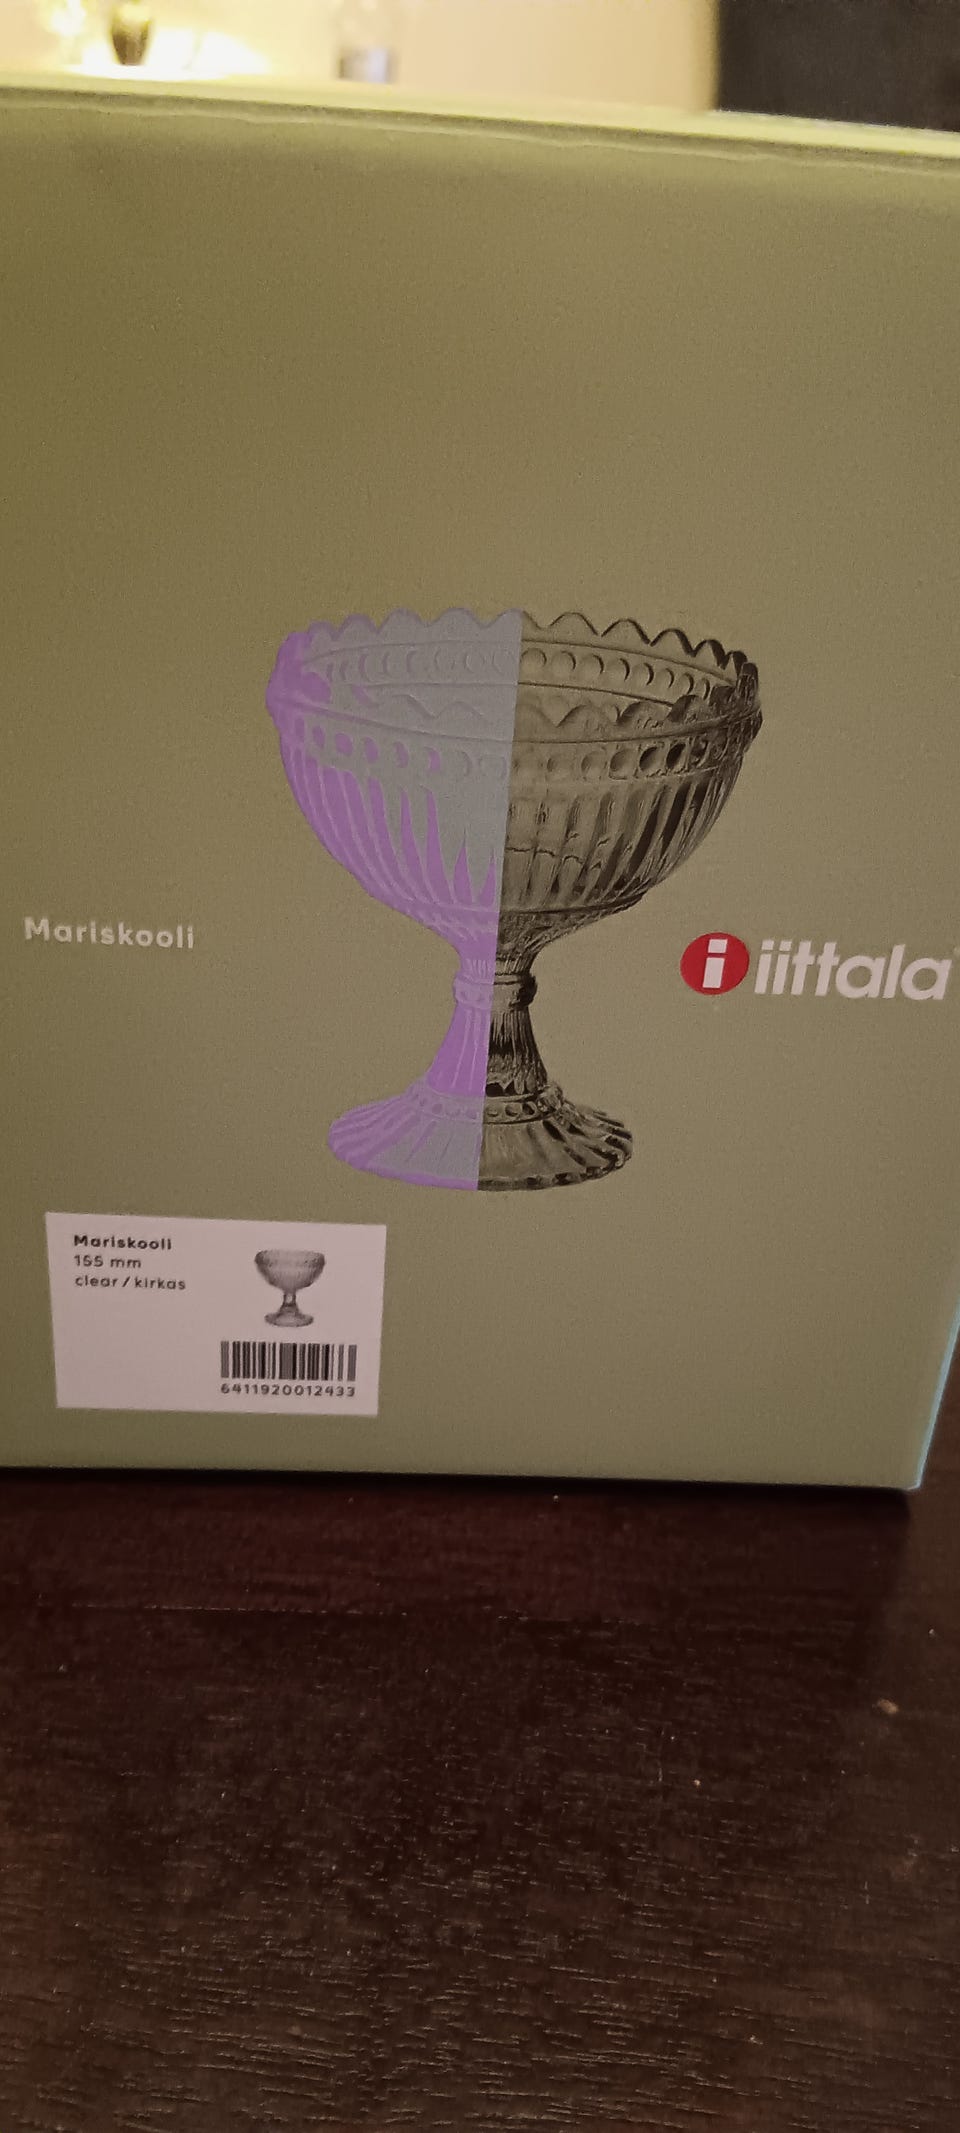 Mariskooli
i iittala
Mariskooli
155 mm
clear / kirkas
6411920012433